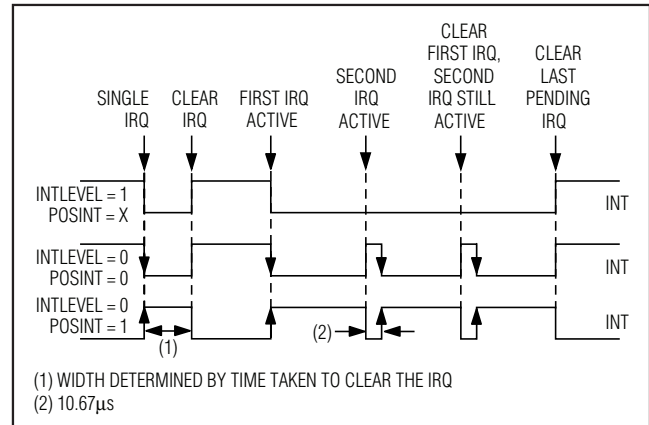 SINGLE
IRQ
CLEAR
IRQ
FIRST IRQ
ACTIVE
SECOND
IRQ
ACTIVE
CLEAR
FIRST IRQ,
SECOND
IRQ STILL
ACTIVE
CLEAR
LAST
PENDING
IRQ
INTLEVEL = 1
POSINT = X
INT
INTLEVEL = 0
POSINT = 0
INT
INTLEVEL = 0
POSINT = 1
INT
(1)
(2)
(1) WIDTH DETERMINED BY TIME TAKEN TO CLEAR THE IRQ
(2) 10.67μs